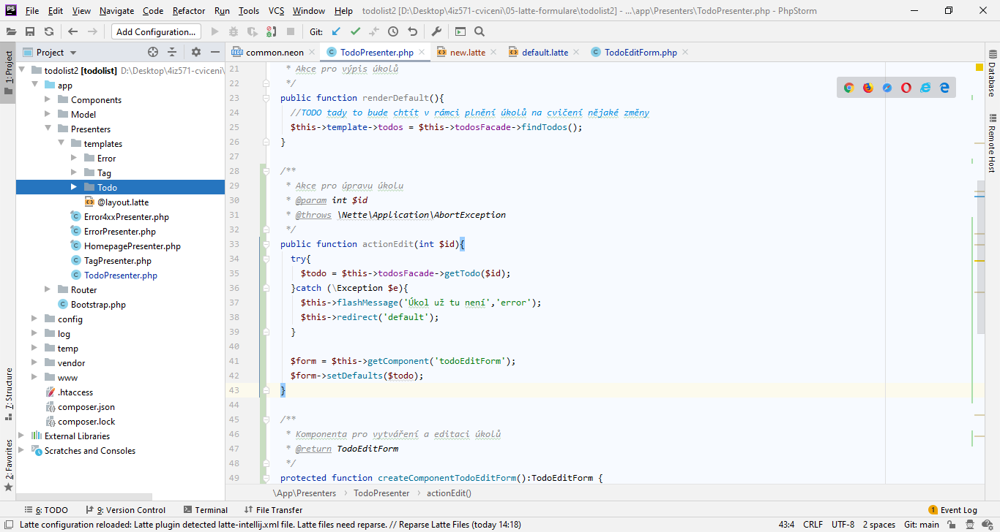 PS File Edit View Navigate Code Refactor Run Tools VCS Window Help todolist2 [D:\Desktop\4iz571-cviceni\05-latte-formulare\todolist2] - ...\app\Presenters\TodoPresenter.php - PhpStorm
Add Configuration... Git:
1: Project
Project
common.neon TodoPresenter.php new.latte default.latte TodoEditForm.php
todolist2 [todolist] D:\Desktop\4iz571-cviceni\
app
Components
Model
Presenters
templates
Error
Tag
Todo
@layout.latte
Error4xxPresenter.php
ErrorPresenter.php
HomepagePresenter.php
TagPresenter.php
TodoPresenter.php
Router
Bootstrap.php
config
log
temp
vendor
www
.htaccess
composer.json
composer.lock
External Libraries
Scratches and Consoles
7: Structure
2: Favorites
21 * Akce pro výpis úkolů
22 */
23 public function renderDefault(){
24 //TODO tady to bude chtít v rámci plnění úkolů na cvičení nějaké změny
25 $this->template->todos = $this->todosFacade->findTodos();
26 }
27
28 /**
29 * Akce pro úpravu úkolu
30 * @param int $id
31 * @throws \Nette\Application\AbortException
32 */
33 public function actionEdit(int $id){
34 try{
35 $todo = $this->todosFacade->getTodo($id);
36 }catch (\Exception $e){
37 $this->flashMessage('Úkol už tu není','error');
38 $this->redirect('default');
39 }
40
41 $form = $this->getComponent('todoEditForm');
42 $form->setDefaults($todo);
43 }
44
45 /**
46 * Komponenta pro vytváření a editaci úkolů
47 * @return TodoEditForm
48 */
49 protected function createComponentTodoEditForm():TodoEditForm {
Database
Remote Host
\App\Presenters › TodoPresenter › actionEdit()
6: TODO 9: Version Control Terminal File Transfer 1 Event Log
Latte configuration reloaded: Latte plugin detected latte-intellij.xml file. Latte files need reparse. // Reparse Latte Files (today 14:18) 43:4 CRLF UTF-8 2 spaces Git: main